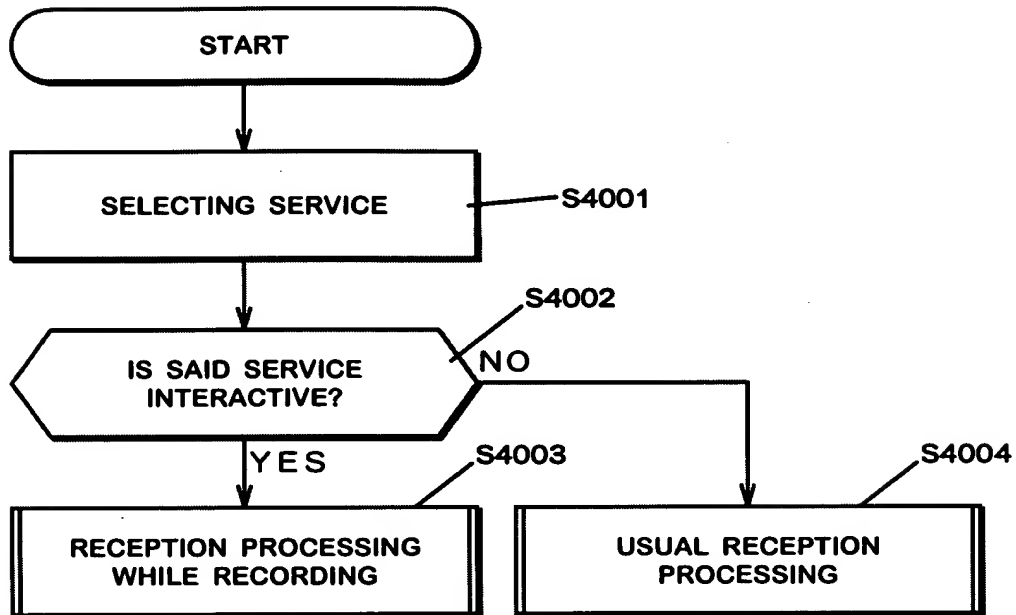 START
SELECTING SERVICE
S4001
S4002
IS SAID SERVICE
INTERACTIVE?
NO
YES
S4003
S4004
RECEPTION PROCESSING
WHILE RECORDING
USUAL RECEPTION
PROCESSING